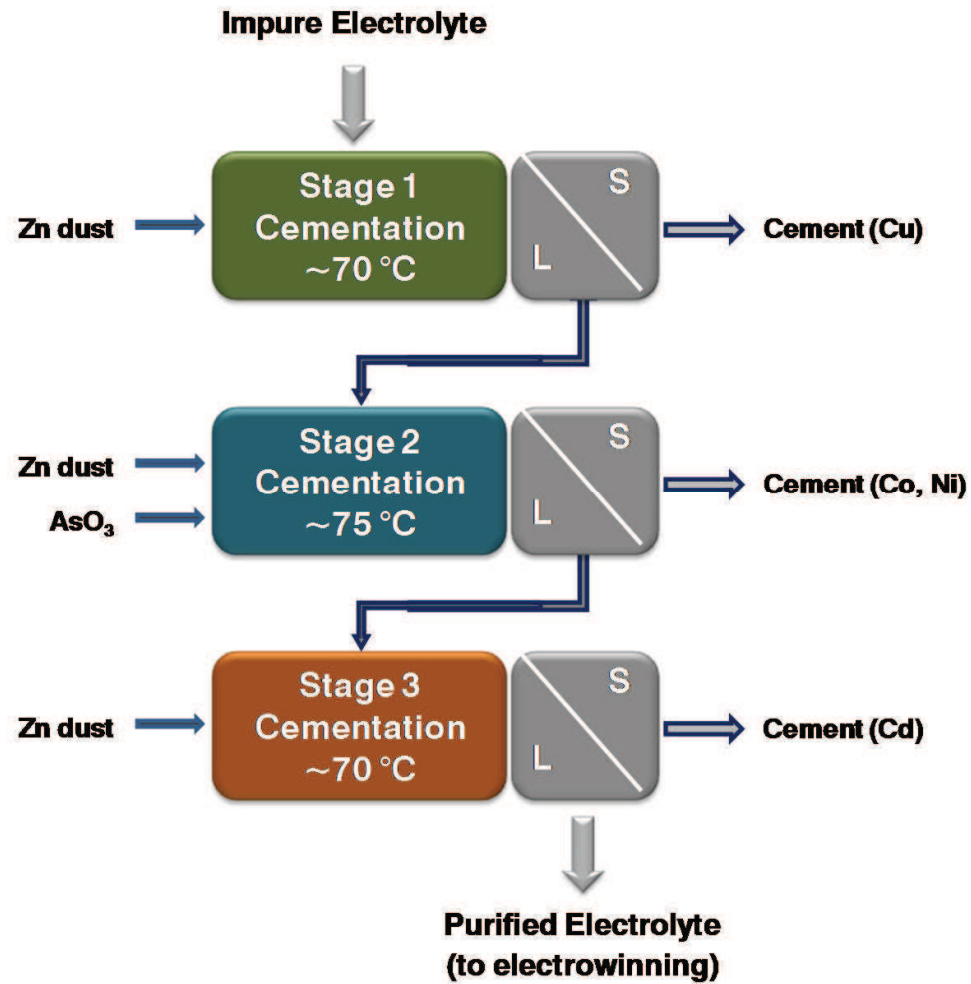 Impure Electrolyte
Stage 1
Cementation
~70 °C
S
L
Zn dust
Cement (Cu)
Stage 2
Cementation
~75 °C
S
L
Zn dust
AsO₃
Cement (Co, Ni)
Stage 3
Cementation
~70 °C
S
L
Zn dust
Cement (Cd)
Purified Electrolyte
(to electrowinning)